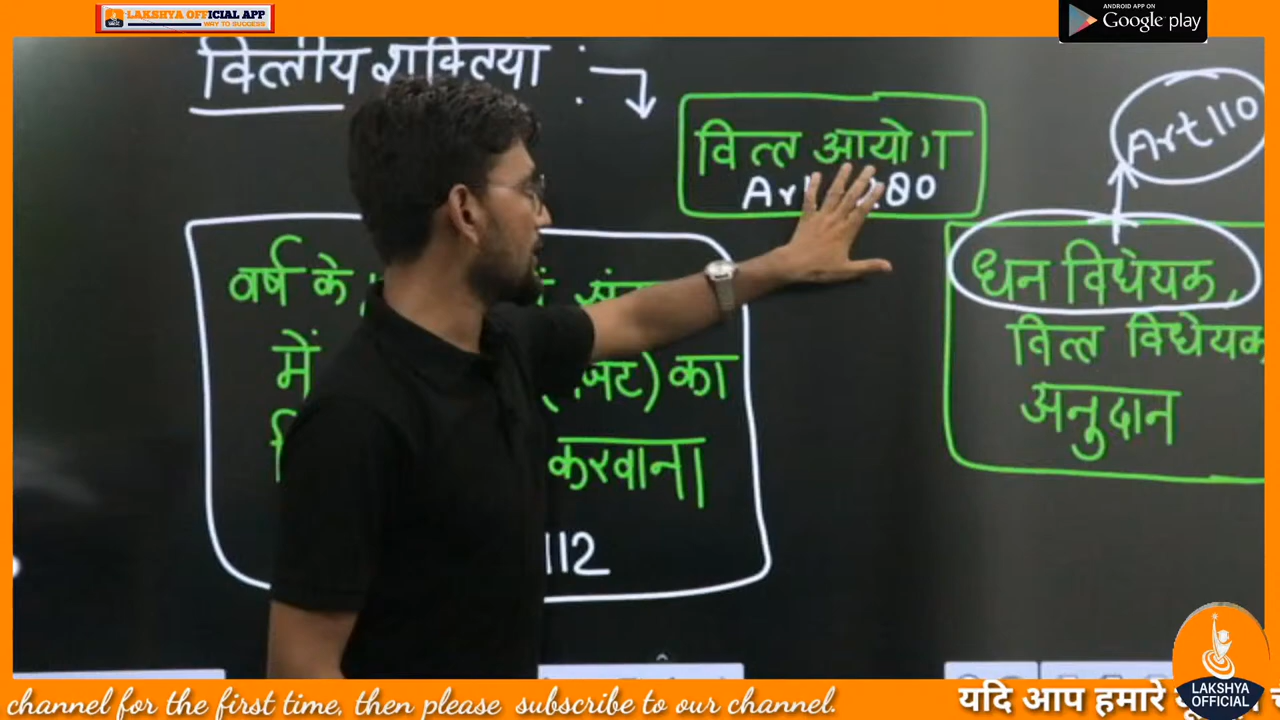 LAKSHYA OFFICIAL APP
WAY TO SUCCESS
ANDROID APP ON
Google play
वित्तीय शक्तियाँ :
वित्त आयोग
80
Art 110
वर्ष के
में (बजट) का
करवाना
112
धन विधेयक,
वित्त विधेयक
अनुदान
LAKSHYA
OFFICIAL
channel for the first time, then please subscribe to our channel.
यदि आप हमारे